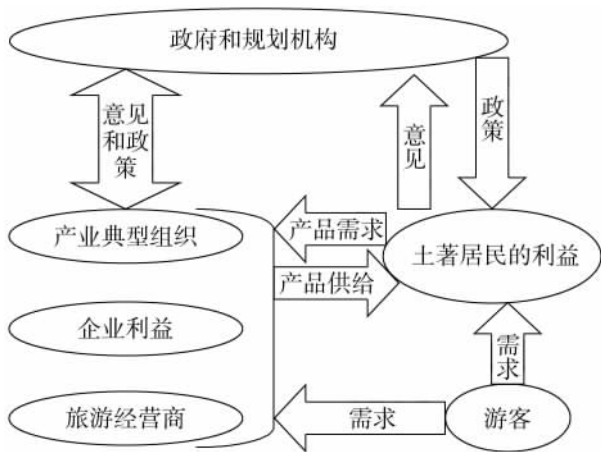 政府和规划机构
意见
和政
策
意见
政策
产业典型组织
产品需求
土著居民的利益
产品供给
企业利益
需求
旅游经营商
需求
游客